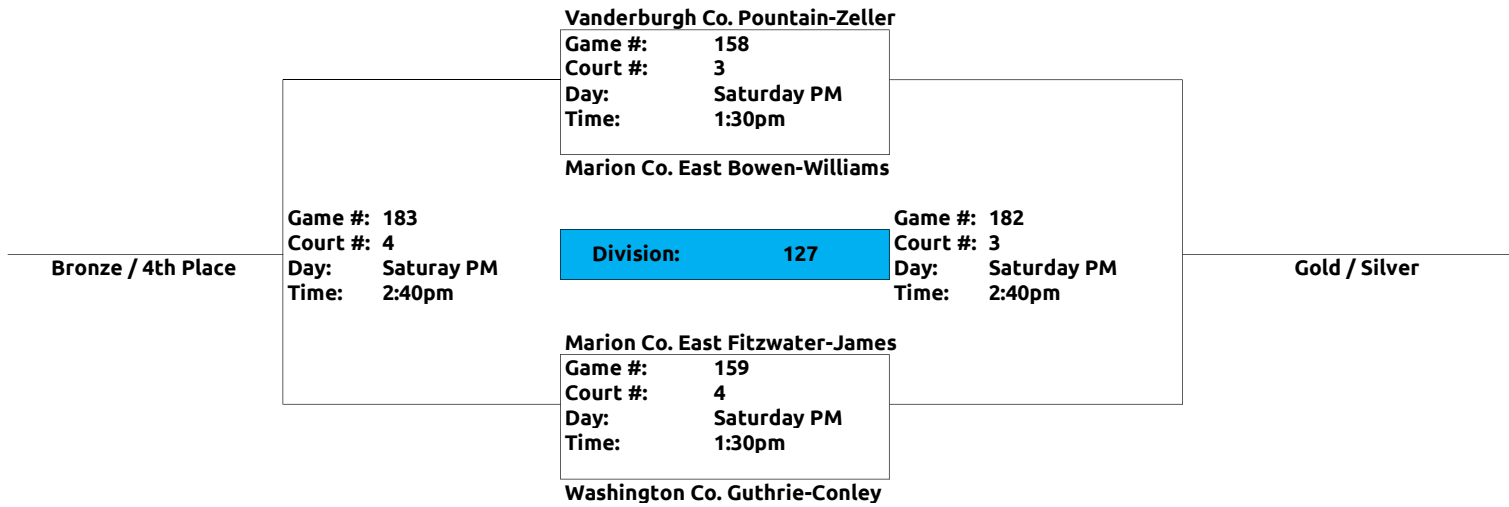 Vanderburgh Co. Pountain-Zeller
Game #: 158
Court #: 3
Day: Saturday PM
Time: 1:30pm
Marion Co. East Bowen-Williams
Game #: 183
Court #: 4
Day: Saturay PM
Time: 2:40pm
Bronze / 4th Place
Division: 127
Game #: 182
Court #: 3
Day: Saturday PM
Time: 2:40pm
Gold / Silver
Marion Co. East Fitzwater-James
Game #: 159
Court #: 4
Day: Saturday PM
Time: 1:30pm
Washington Co. Guthrie-Conley